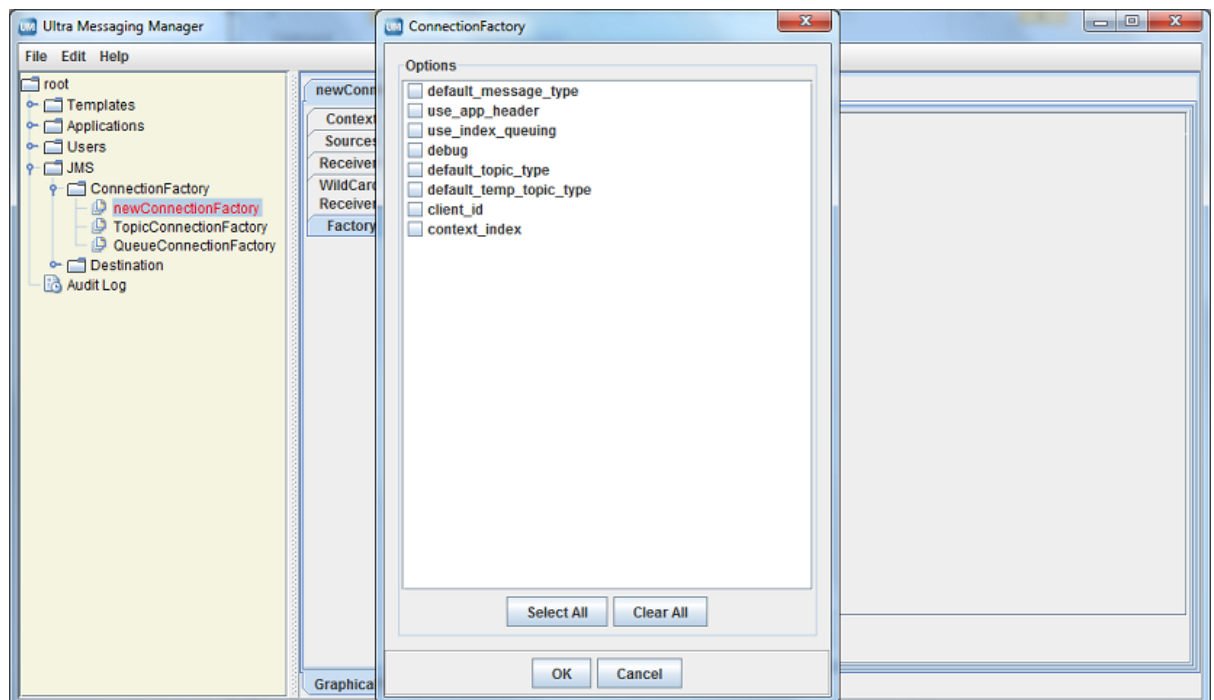 Ultra Messaging Manager
File Edit Help
root
Templates
Applications
Users
JMS
ConnectionFactory
newConnectionFactory
TopicConnectionFactory
QueueConnectionFactory
Destination
Audit Log
newConn
Context
Sources
Receiver
WildCard
Receiver
Factory
Graphical
UM ConnectionFactory
Options
default_message_type
use_app_header
use_index_queuing
debug
default_topic_type
default_temp_topic_type
client_id
context_index
Select All Clear All
OK Cancel